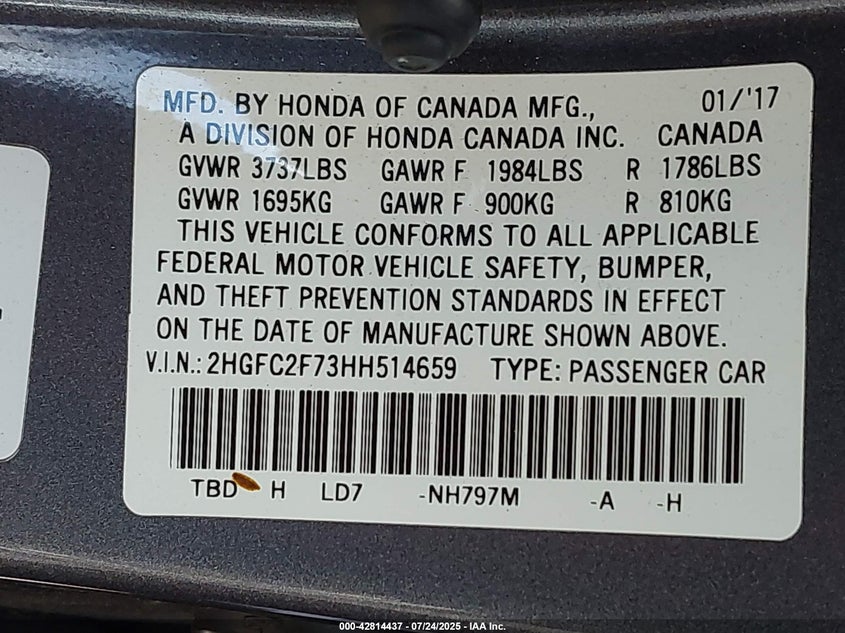 MFD. BY HONDA OF CANADA MFG., 01/'17
A DIVISION OF HONDA CANADA INC. CANADA
GVWR 3737LBS GAWR F 1984LBS R 1786LBS
GVWR 1695KG GAWR F 900KG R 810KG
THIS VEHICLE CONFORMS TO ALL APPLICABLE
FEDERAL MOTOR VEHICLE SAFETY, BUMPER,
AND THEFT PREVENTION STANDARDS IN EFFECT
ON THE DATE OF MANUFACTURE SHOWN ABOVE.
V.I.N.: 2HGFC2F73HH514659 TYPE: PASSENGER CAR
TBD H LD7 -NH797M -A -H
000-42814437 - 07/24/2025 - IAA Inc.